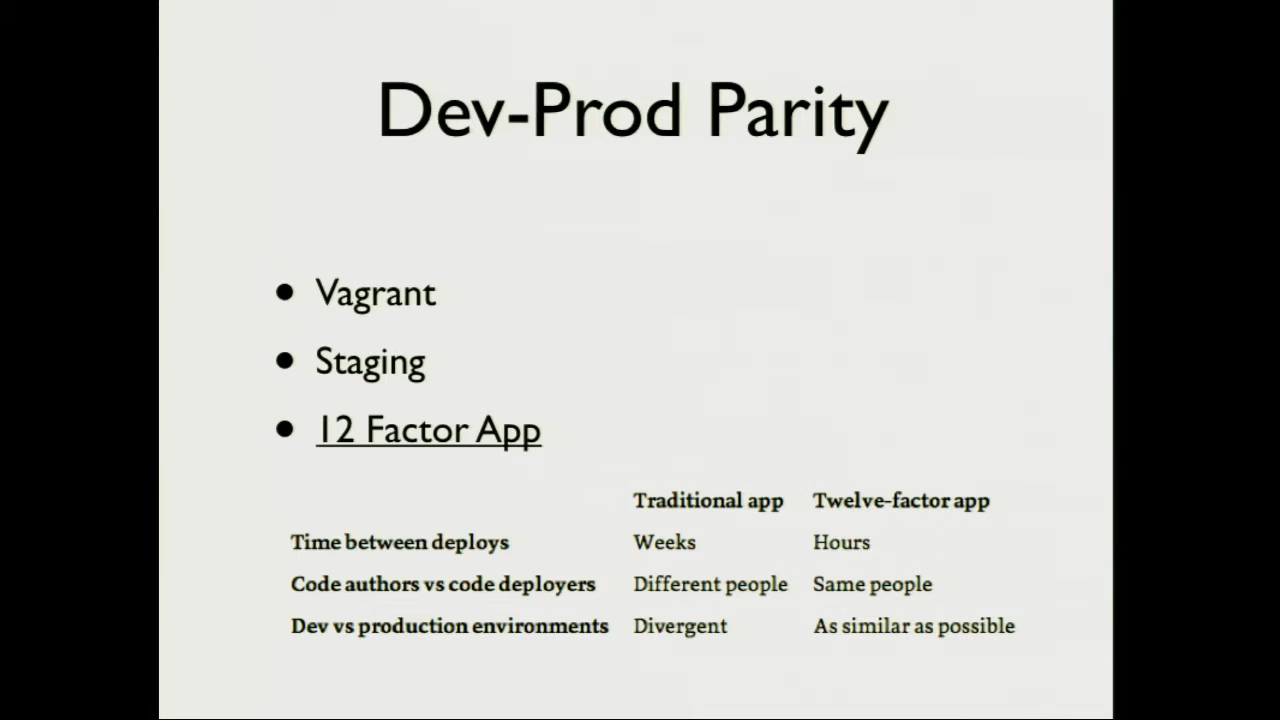 Dev-Prod Parity
• Vagrant
• Staging
• 12 Factor App
Traditional app Twelve-factor app
Time between deploys Weeks Hours
Code authors vs code deployers Different people Same people
Dev vs production environments Divergent As similar as possible